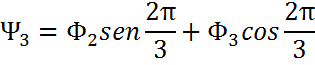 Ψ₃ = Φ₂sen 2π/3 + Φ₃cos 2π/3